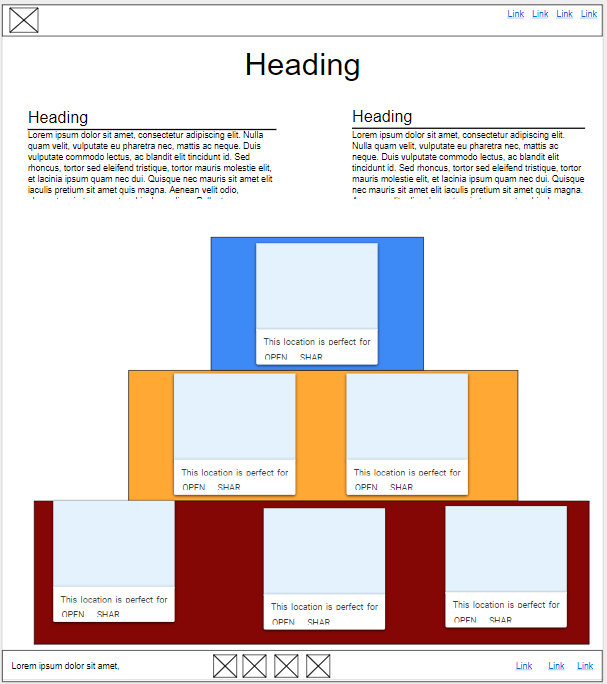 Link Link Link Link
Heading
Heading
Lorem ipsum dolor sit amet, consectetur adipiscing elit. Nulla
quam velit, vulputate eu pharetra nec, mattis ac neque. Duis
vulputate commodo lectus, ac blandit elit tincidunt id. Sed
rhoncus, tortor sed eleifend tristique, tortor mauris molestie elit,
et lacinia ipsum quam nec dui. Quisque nec mauris sit amet elit
iaculis pretium sit amet quis magna. Aenean velit odio,
Heading
Lorem ipsum dolor sit amet, consectetur adipiscing elit. Nulla
quam velit, vulputate eu pharetra nec, mattis ac neque. Duis
vulputate commodo lectus, ac blandit elit
tincidunt id. Sed rhoncus, tortor sed eleifend tristique, tortor
mauris molestie elit, et lacinia ipsum quam nec dui. Quisque
nec mauris sit amet elit iaculis pretium sit amet quis magna.
This location is perfect for
OPEN SHAR
This location is perfect for
OPEN SHAR
This location is perfect for
OPEN SHAR
This location is perfect for
OPEN SHAR
This location is perfect for
OPEN SHAR
This location is perfect for
OPEN SHAR
Lorem ipsum dolor sit amet,
Link Link Link